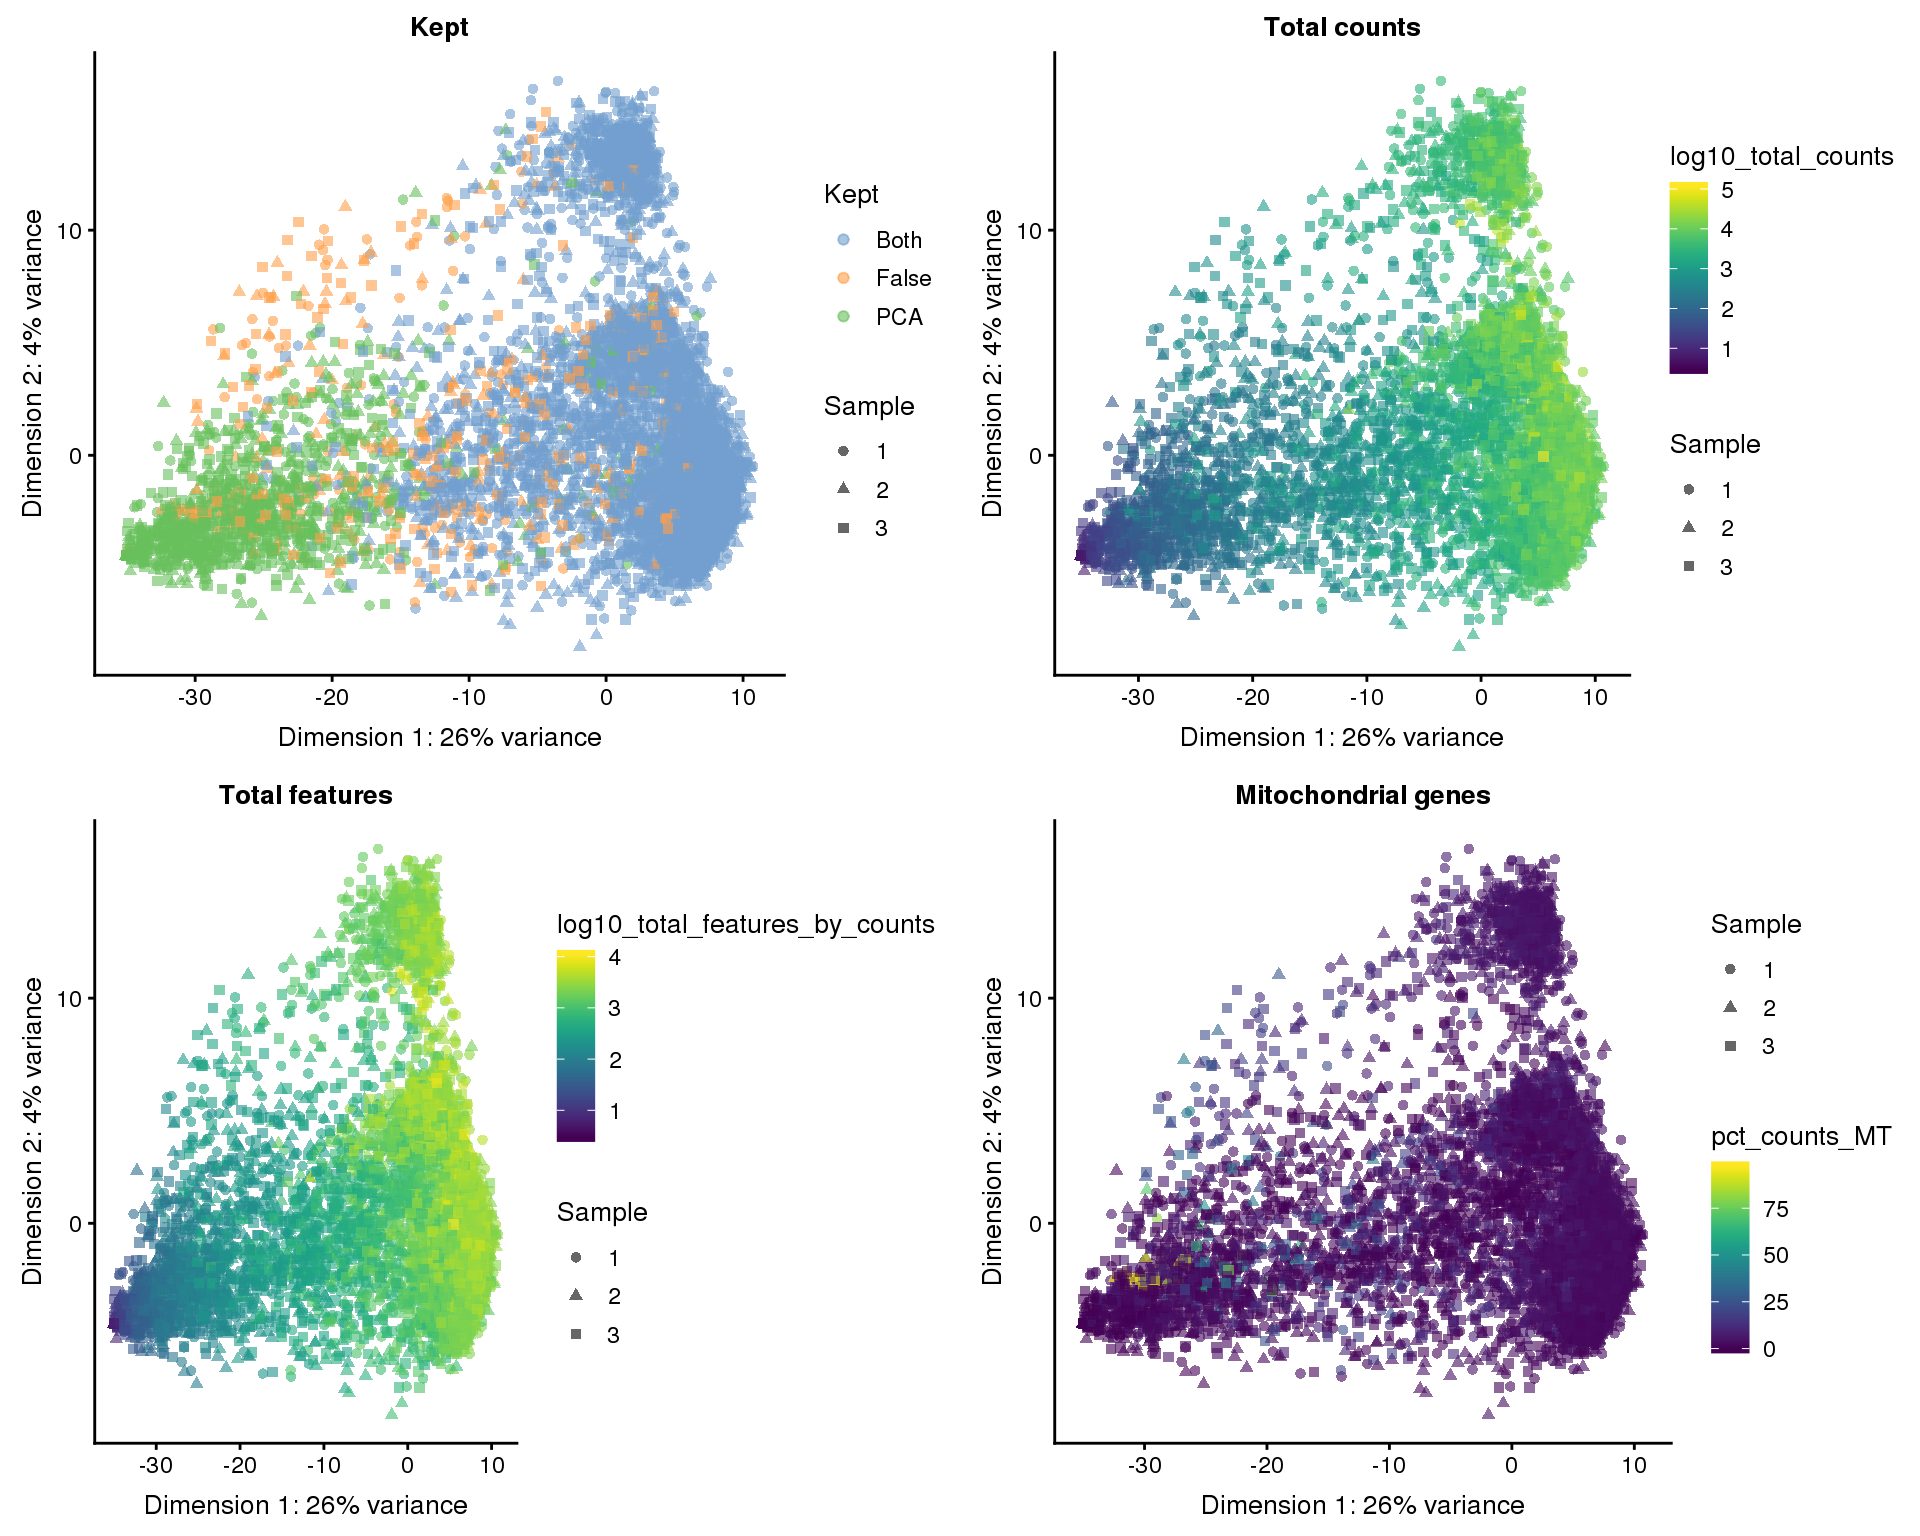 Kept
Dimension 2: 4% variance
10
0
-30 -20 -10 0 10
Dimension 1: 26% variance
Kept
Both
False
PCA
Sample
1
2
3
Total counts
Dimension 2: 4% variance
10
0
-30 -20 -10 0 10
Dimension 1: 26% variance
log10_total_counts
5
4
3
2
1
Sample
1
2
3
Total features
Dimension 2: 4% variance
10
0
-30 -20 -10 0 10
Dimension 1: 26% variance
log10_total_features_by_counts
4
3
2
1
Sample
1
2
3
Mitochondrial genes
Dimension 2: 4% variance
10
0
-30 -20 -10 0 10
Dimension 1: 26% variance
Sample
1
2
3
pct_counts_MT
75
50
25
0